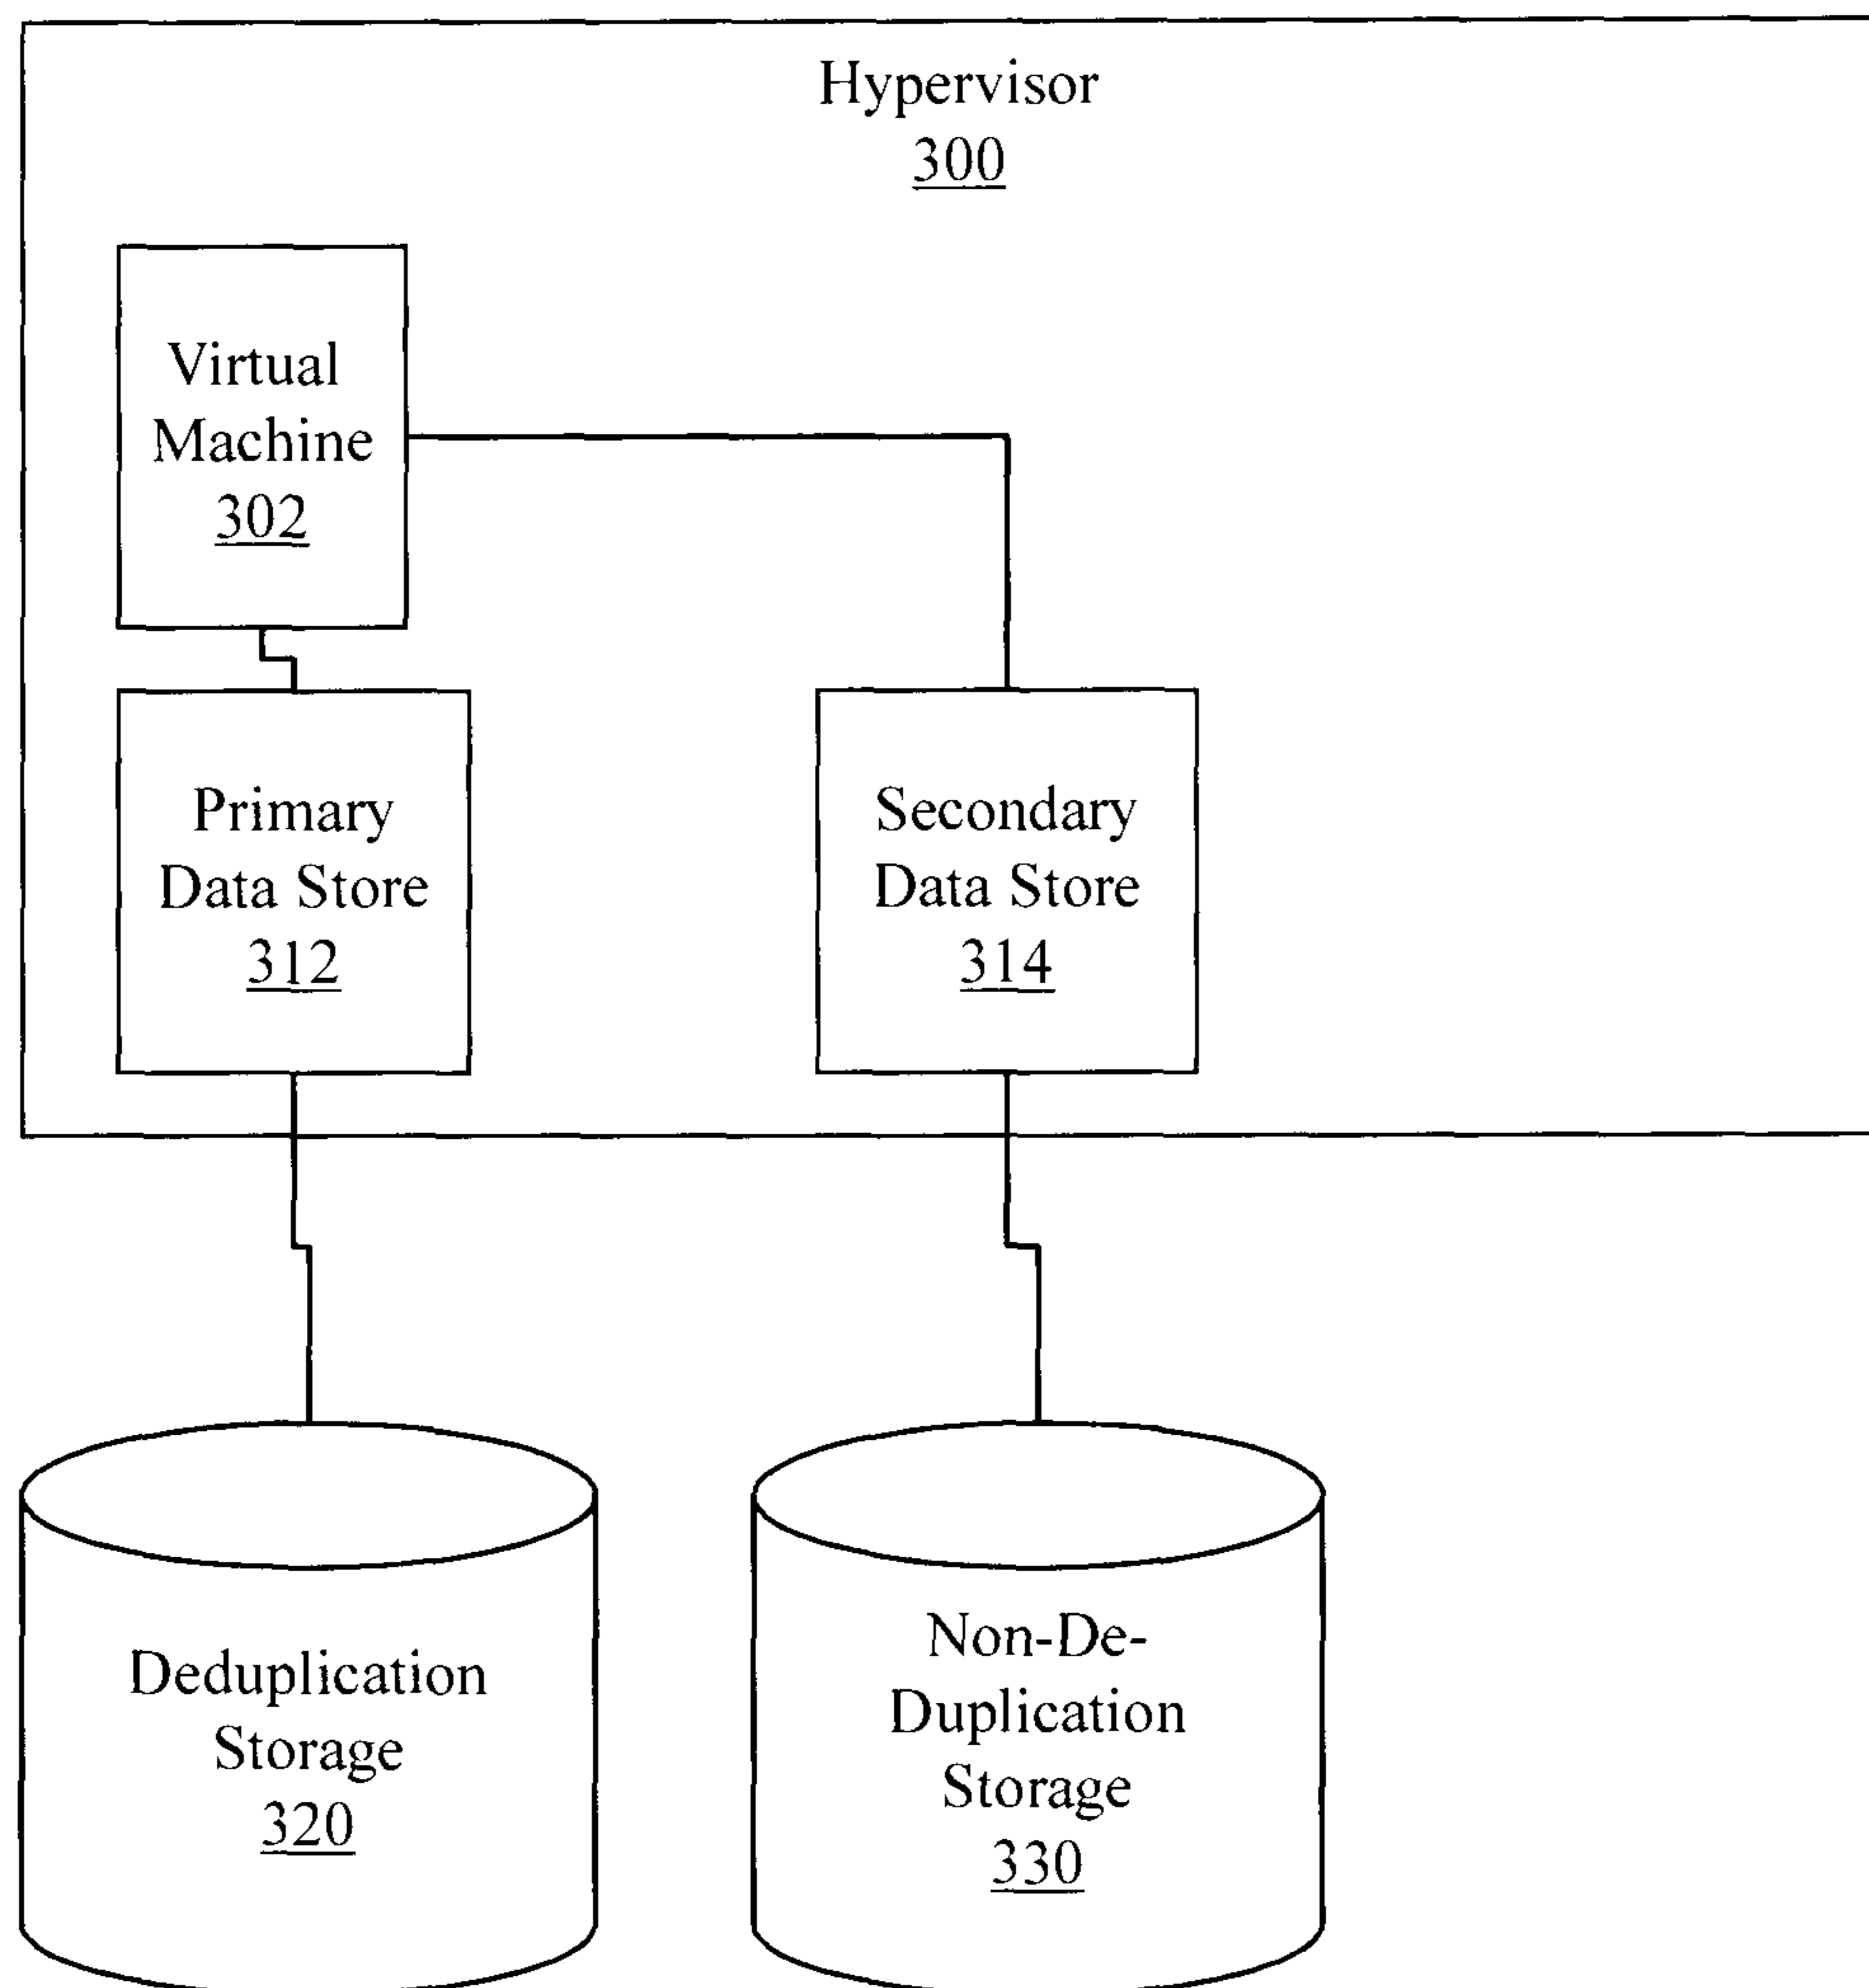 Hypervisor
300
Virtual
Machine
302
Primary
Data Store
312
Secondary
Data Store
314
Deduplication
Storage
320
Non-De-
Duplication
Storage
330